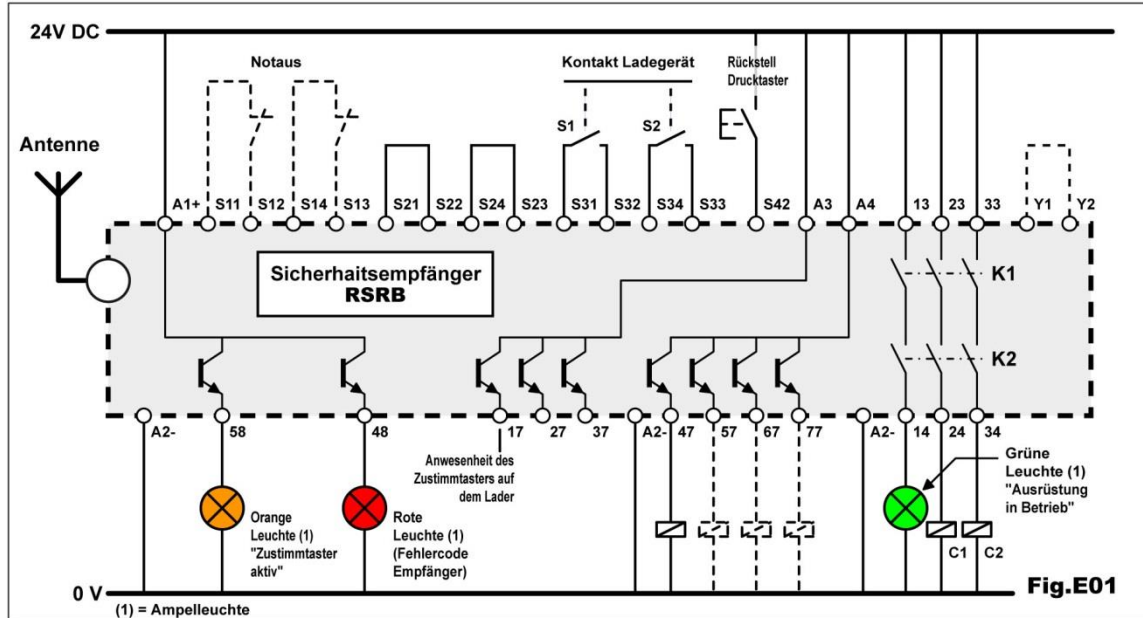 24V DC
Notaus
Kontakt Ladegerät
Rückstell
Drucktaster
S1
S2
Antenne
A1+ S11 S12 S14 S13 S21 S22 S24 S23 S31 S32 S34 S33 S42 A3 A4 13 23 33 Y1 Y2
Sicherhaitsempfänger
RSRB
K1
K2
A2- 58 48 17 27 37 A2- 47 57 67 77 A2- 14 24 34
Anwesenheit des
Zustimmtasters auf
dem Lader
Orange
Leuchte (1)
"Zustimmtaster
aktiv"
Rote
Leuchte (1)
(Fehlercode
Empfänger)
Grüne
Leuchte (1)
"Ausrüstung
in Betrieb"
C1 C2
0 V
Fig.E01
(1) = Ampelleuchte